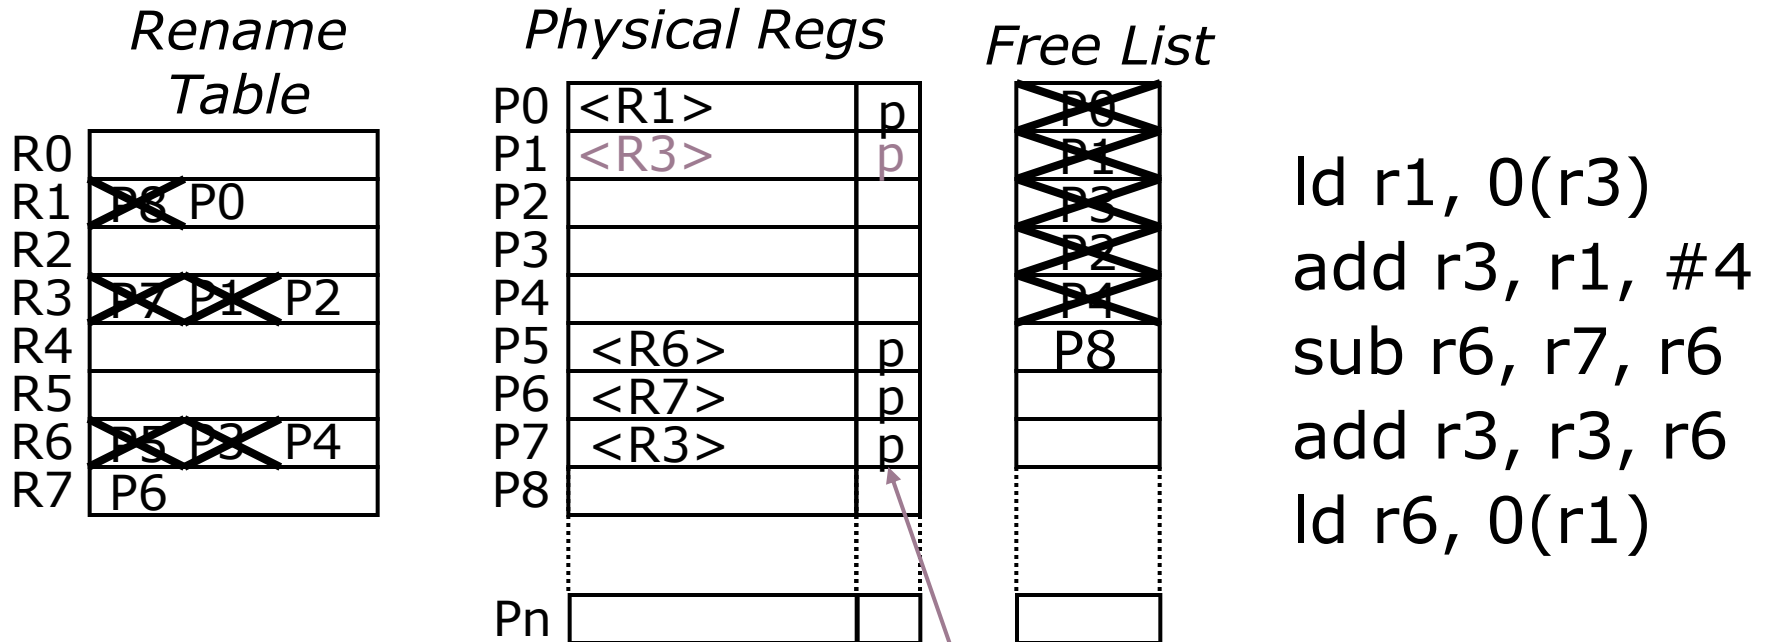 Rename
Table
R0
R1 P8 P0
R2
R3 P7 P1 P2
R4
R5
R6 P5 P3 P4
R7 P6
Physical Regs
P0 <R1> p
P1 <R3> p
P2
P3
P4
P5 <R6> p
P6 <R7> p
P7 <R3> p
P8
Pn
Free List
P0
P1
P3
P2
P4
P8
ld r1, 0(r3)
add r3, r1, #4
sub r6, r7, r6
add r3, r3, r6
ld r6, 0(r1)